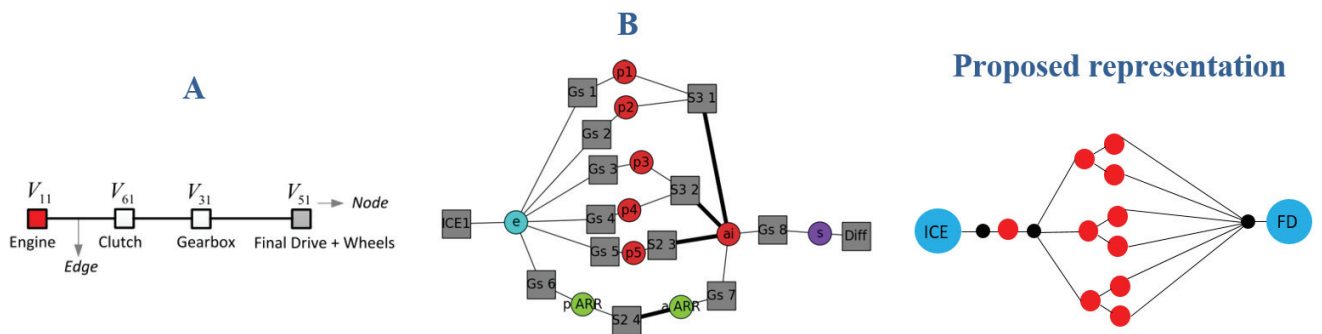 A
V11
V61
V31
V51
Node
Engine
Clutch
Gearbox
Final Drive + Wheels
Edge
B
p1
Gs 1
S3 1
p2
Gs 2
p3
Gs 3
S3 2
p4
Gs 4
ICE1
e
ai
Gs 8
s
Diff
Gs 5
p5
S2 3
Gs 6
Gs 7
p ARR
a ARR
S2 4
Proposed representation
ICE
FD